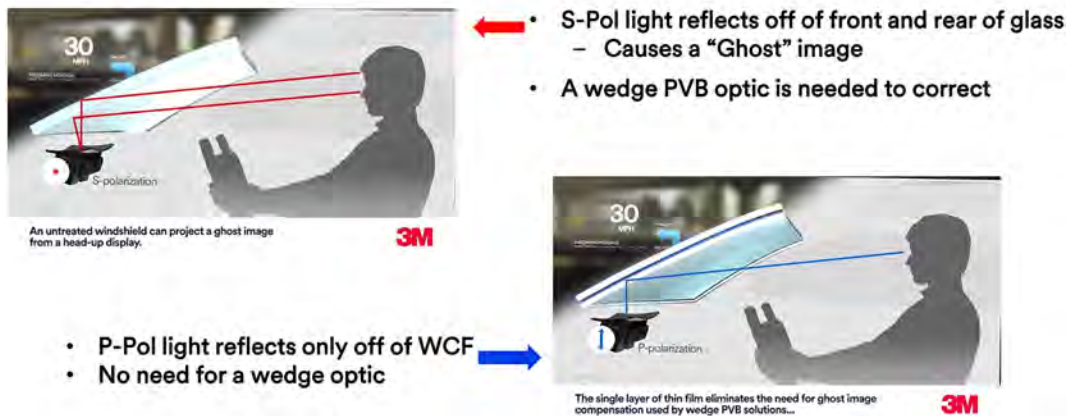 30
MPH
S-polarization
An untreated windshield can project a ghost image
from a head-up display.
3M
• S-Pol light reflects off of front and rear of glass
– Causes a “Ghost” image
• A wedge PVB optic is needed to correct
• P-Pol light reflects only off of WCF
• No need for a wedge optic
30
MPH
P-polarization
The single layer of thin film eliminates the need for ghost image
compensation used by wedge PVB solutions...
3M